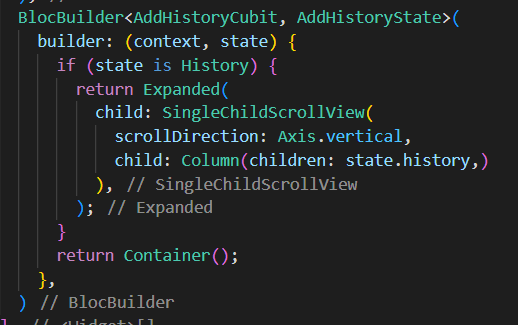 BlocBuilder<AddHistoryCubit, AddHistoryState>(
builder: (context, state) {
if (state is History) {
return Expanded(
child: SingleChildScrollView(
scrollDirection: Axis.vertical,
child: Column(children: state.history,)
), // SingleChildScrollView
); // Expanded
}
return Container();
},
) // BlocBuilder